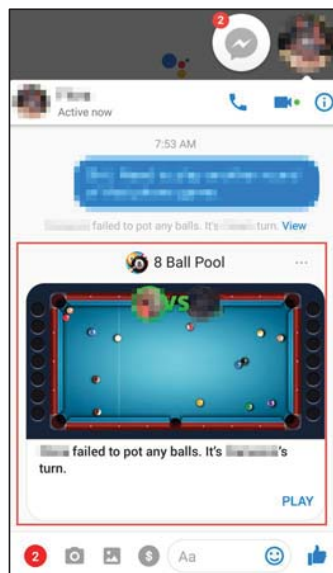 2
Active now
7:53 AM
failed to pot any balls. It's turn. View
8 Ball Pool
VS
failed to pot any balls. It's 's
turn.
PLAY
2
$
Aa